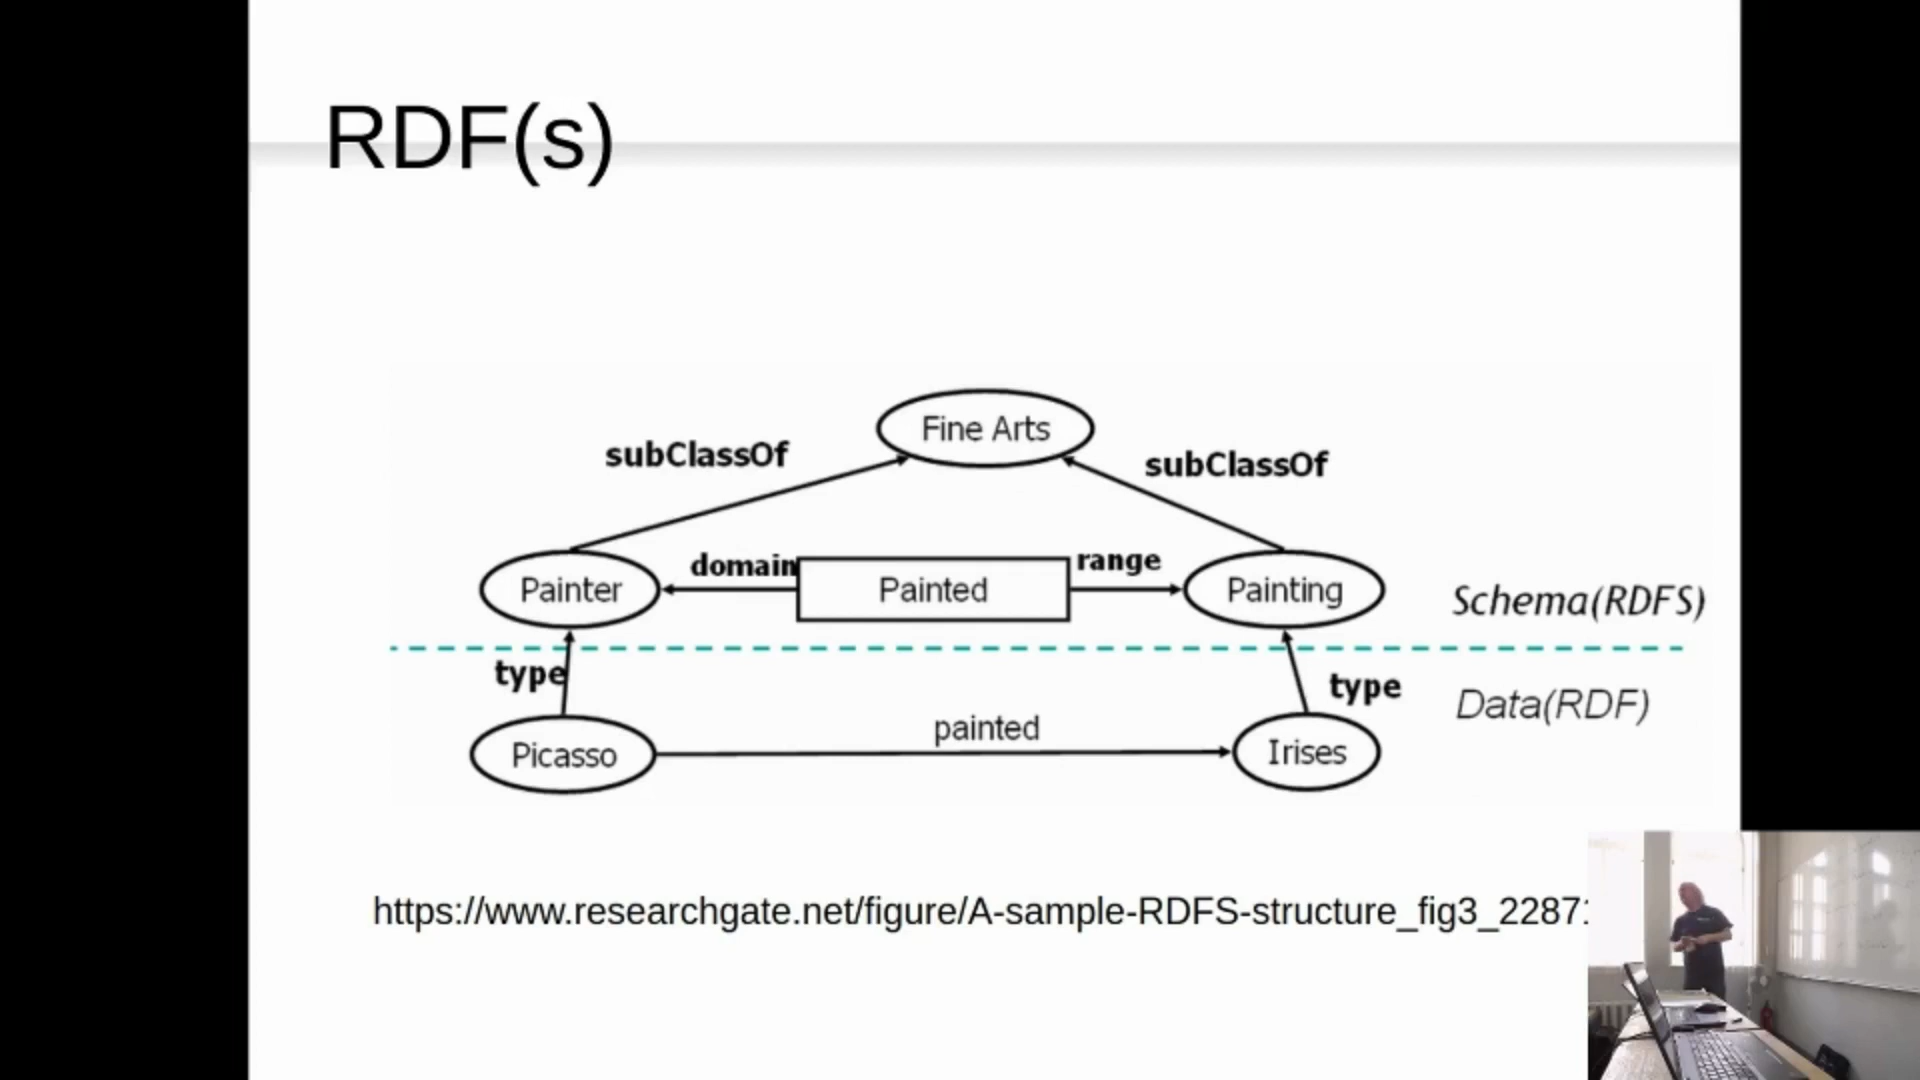 RDF(s)
Fine Arts
subClassOf
subClassOf
Painter
domain
Painted
range
Painting
Schema(RDFS)
type
type
Data(RDF)
Picasso
painted
Irises
https://www.researchgate.net/figure/A-sample-RDFS-structure_fig3_22871